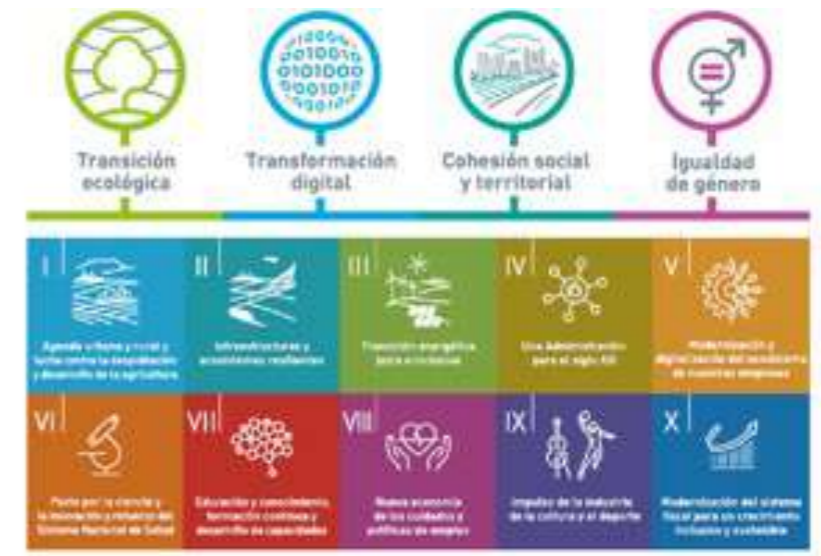 Transición
ecológica
Transformación
digital
Cohesión social
y territorial
Igualdad
de género
I
II
III
IV
V
Agenda urbana y rural y
lucha contra la despoblación
y desarrollo de la agricultura
Infraestructuras y
ecosistemas resilientes
Transición energética
justa e inclusiva
Una Administración
para el siglo XXI
Modernización y
digitalización del ecosistema
de nuestras empresas
VI
VII
VIII
IX
X
Pacto por la ciencia y
la innovación y refuerzo del
Sistema Nacional de Salud
Educación y conocimiento,
formación continua y
desarrollo de capacidades
Nueva economía
de los cuidados y
políticas de empleo
Impulso de la industria
de la cultura y el deporte
Modernización del sistema
fiscal para un crecimiento
inclusivo y sostenible